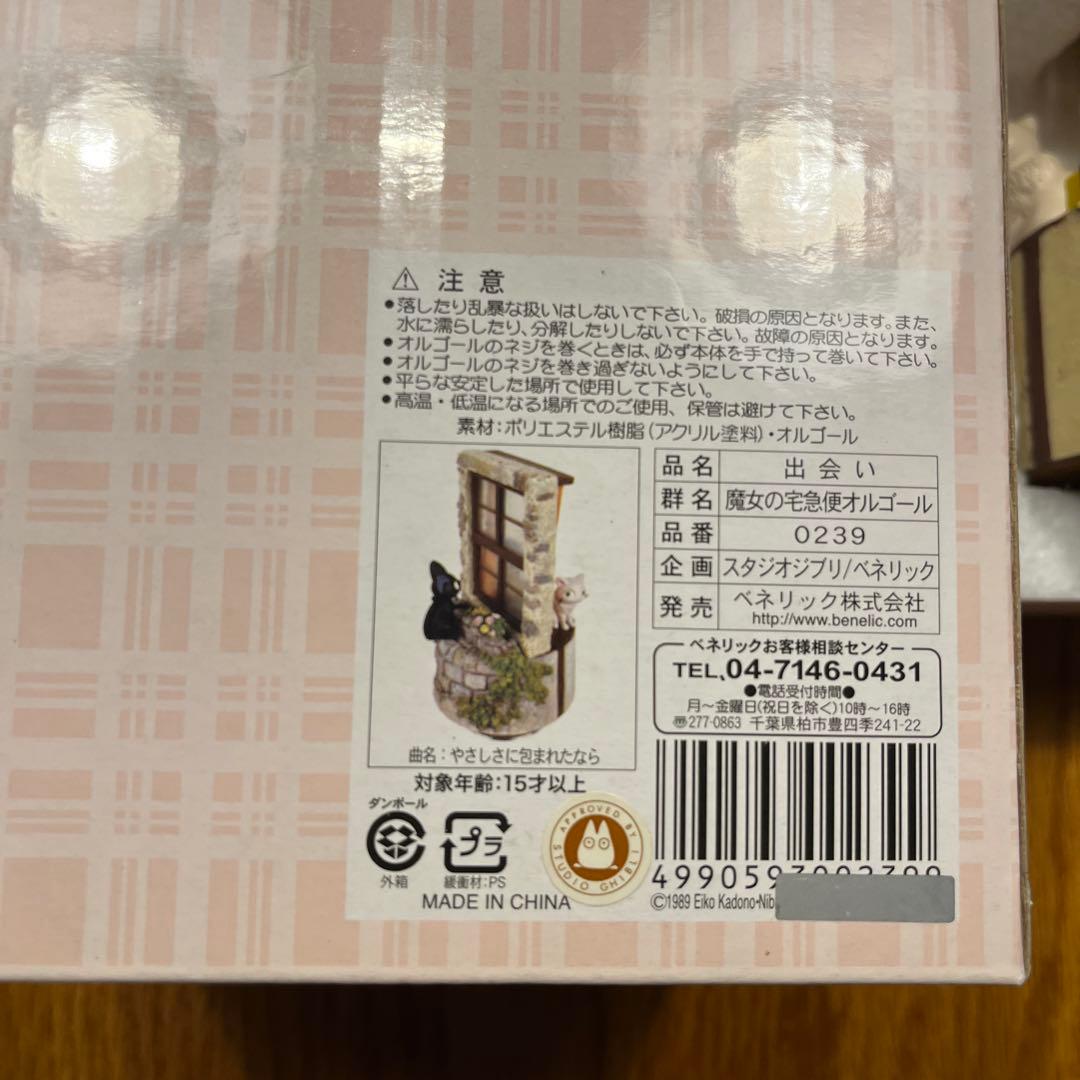 ⚠ 注意
●落したり乱暴な扱いはしないで下さい。破損の原因となります。また、
水に濡らしたり、分解したりしないで下さい。故障の原因となります。
●オルゴールのネジを巻くときは、必ず本体を手で持って巻いて下さい。
●オルゴールのネジを巻き過ぎないようにして下さい。
●平らな安定した場所で使用して下さい。
●高温・低温になる場所でのご使用、保管は避けて下さい。
素材:ポリエステル樹脂(アクリル塗料)・オルゴール
品名 出会い
群名 魔女の宅急便オルゴール
品番 0239
企画 スタジオジブリ/ベネリック
発売 ベネリック株式会社
http://www.benelic.com
ベネリックお客様相談センター
TEL、04-7146-0431
●電話受付時間●
月〜金曜日(祝日を除く)10時〜16時
〠277-0863 千葉県柏市豊四季241-22
曲名:やさしさに包まれたなら
対象年齢:15才以上
ダンボール
外箱
プラ
緩衝材:PS
MADE IN CHINA
APPROVED BY STUDIO GHIBLI
©1989 Eiko Kadono・Nib